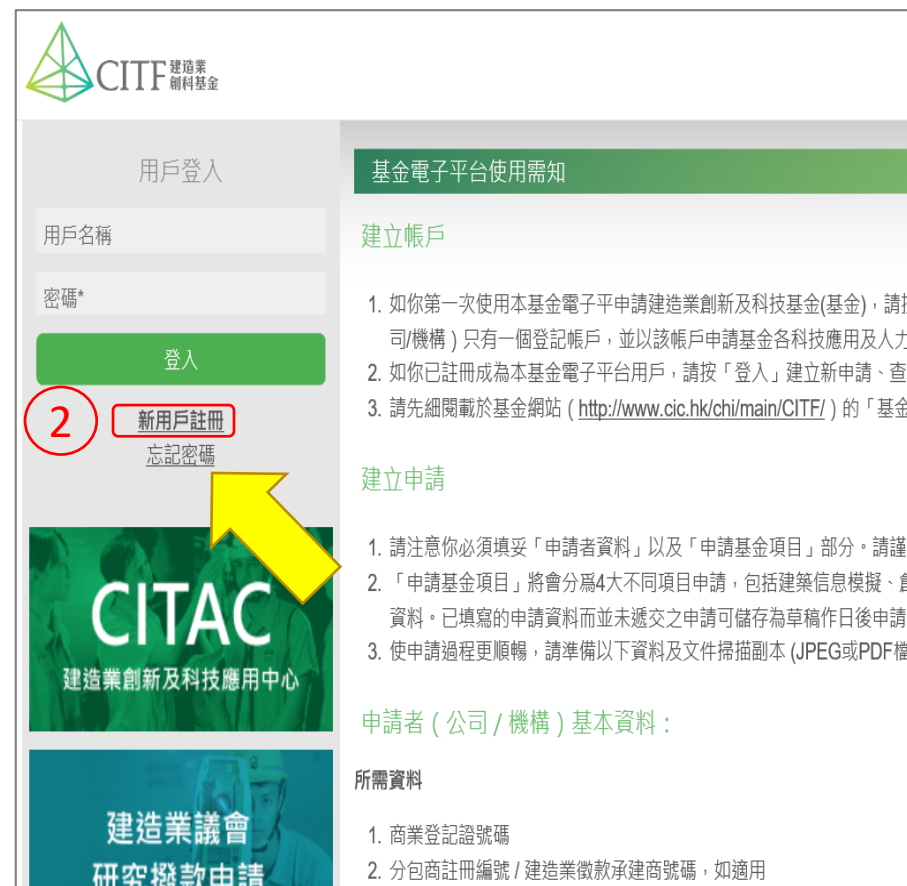 CITF 建造業
創科基金
用戶登入
用戶名稱
密碼*
登入
2
新用戶註冊
忘記密碼
CITAC
建造業創新及科技應用中心
建造業議會
研究撥款申請
基金電子平台使用需知
建立帳戶
1. 如你第一次使用本基金電子平申請建造業創新及科技基金(基金)，請
司/機構 ) 只有一個登記帳戶，並以該帳戶申請基金各科技應用及人力
2. 如你已註冊成為本基金電子平台用戶，請按「登入」建立新申請、查
3. 請先細閱載於基金網站 ( http://www.cic.hk/chi/main/CITF/ ) 的「基金
建立申請
1. 請注意你必須填妥「申請者資料」以及「申請基金項目」部分。請謹
2. 「申請基金項目」將會分爲4大不同項目申請，包括建築信息模擬、
資料。已填寫的申請資料而並未遞交之申請可儲存為草稿作日後申請
3. 使申請過程更順暢，請準備以下資料及文件掃描副本 (JPEG或PDF檔
申請者 ( 公司 / 機構 ) 基本資料：
所需資料
1. 商業登記證號碼
2. 分包商註冊編號 / 建造業徵款承建商號碼，如適用